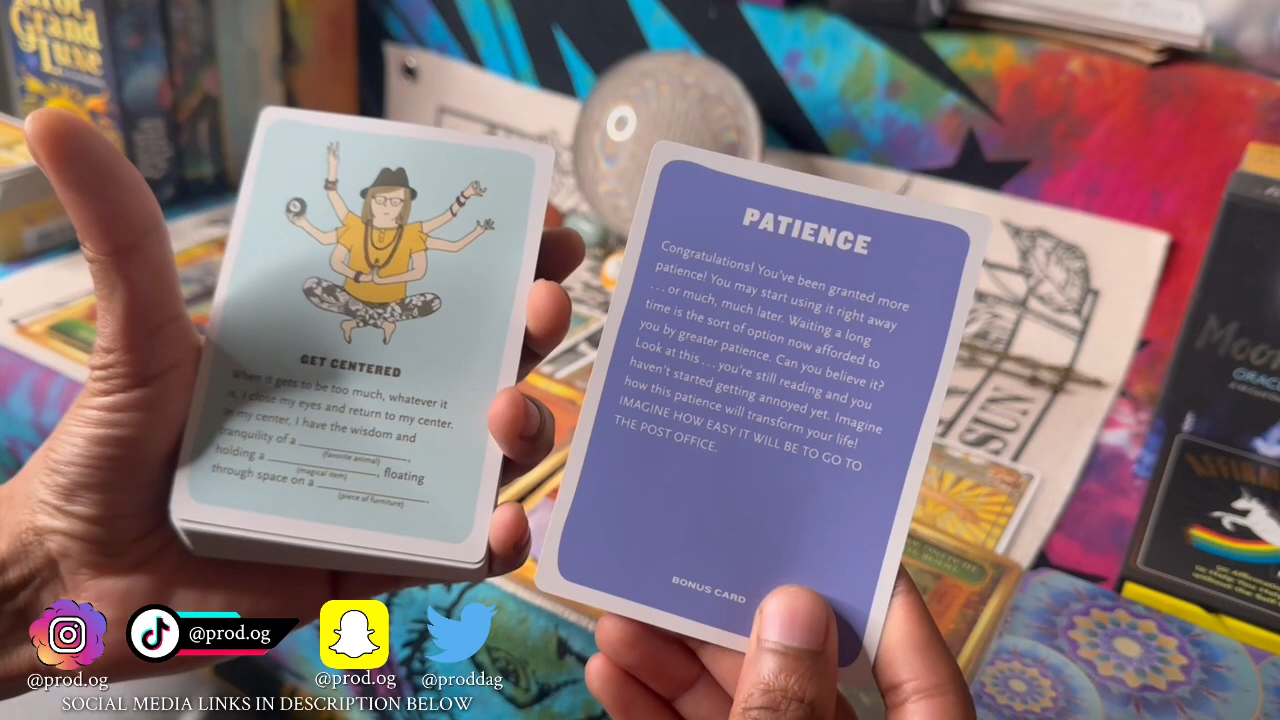 Tarot
Grand
Luxe
GET CENTERED
When it gets to be too much, whatever it
is, I close my eyes and return to my center.
In my center, I have the wisdom and
tranquility of a
(favorite animal)
holding a , floating
(magical item)
through space on a .
(piece of furniture)
PATIENCE
Congratulations! You've been granted more
patience! You may start using it right away
. . . or much, much later. Waiting a long
time is the sort of option now afforded to
you by greater patience. Can you believe it?
Look at this . . . you're still reading and you
haven't started getting annoyed yet. Imagine
how this patience will transform your life!
IMAGINE HOW EASY IT WILL BE TO GO TO
THE POST OFFICE.
BONUS CARD
SUN
@prod.og
@prod.og
@prod.og
@proddag
SOCIAL MEDIA LINKS IN DESCRIPTION BELOW